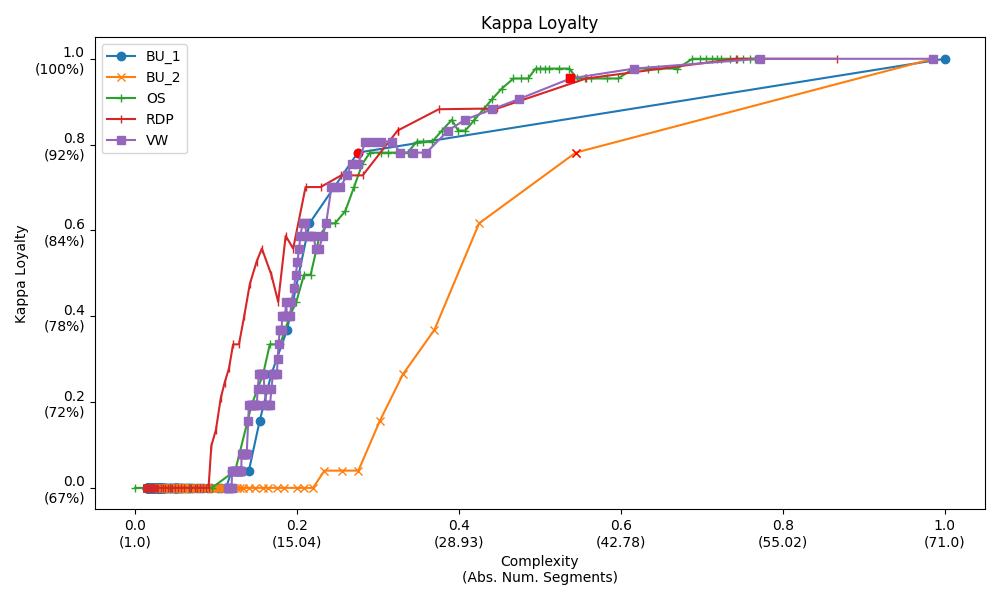 Kappa Loyalty
BU_1
BU_2
OS
RDP
VW
Kappa Loyalty
1.0
(100%)
0.8
(92%)
0.6
(84%)
0.4
(78%)
0.2
(72%)
0.0
(67%)
0.0
(1.0)
0.2
(15.04)
0.4
(28.93)
0.6
(42.78)
0.8
(55.02)
1.0
(71.0)
Complexity
(Abs. Num. Segments)